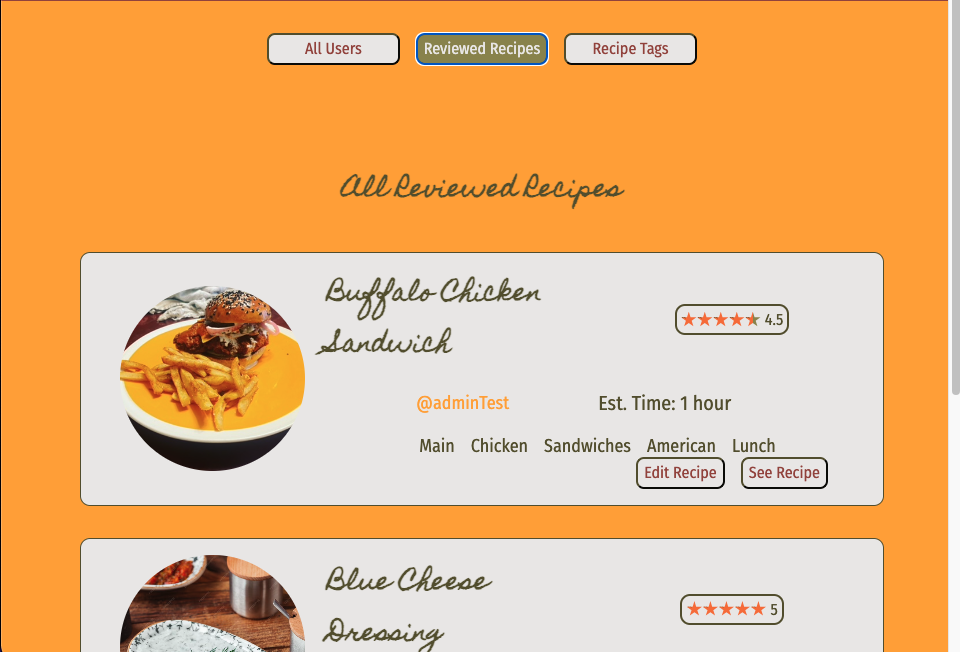 All Users Reviewed Recipes Recipe Tags
All Reviewed Recipes
Buffalo Chicken
Sandwich
★★★★★ 4.5
@adminTest Est. Time: 1 hour
Main Chicken Sandwiches American Lunch
Edit Recipe See Recipe
Blue Cheese
Dressing
★★★★★ 5